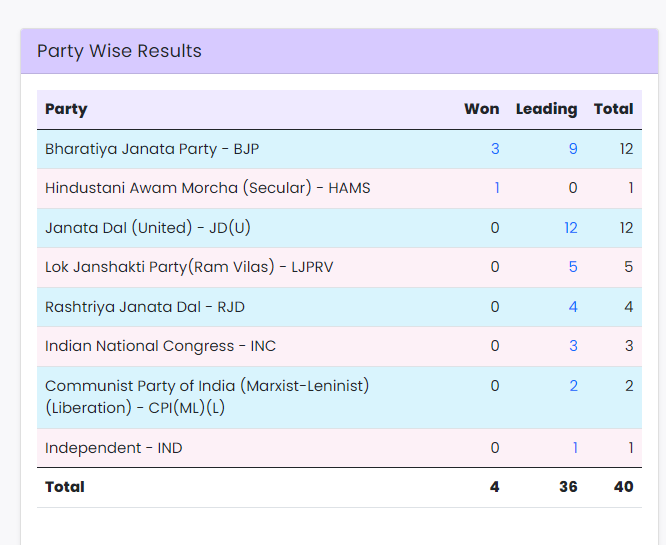 Party Wise Results
Party Won Leading Total
Bharatiya Janata Party - BJP 3 9 12
Hindustani Awam Morcha (Secular) - HAMS 1 0 1
Janata Dal (United) - JD(U) 0 12 12
Lok Janshakti Party(Ram Vilas) - LJPRV 0 5 5
Rashtriya Janata Dal - RJD 0 4 4
Indian National Congress - INC 0 3 3
Communist Party of India (Marxist-Leninist) 0 2 2
(Liberation) - CPI(ML)(L)
Independent - IND 0 1 1
Total 4 36 40